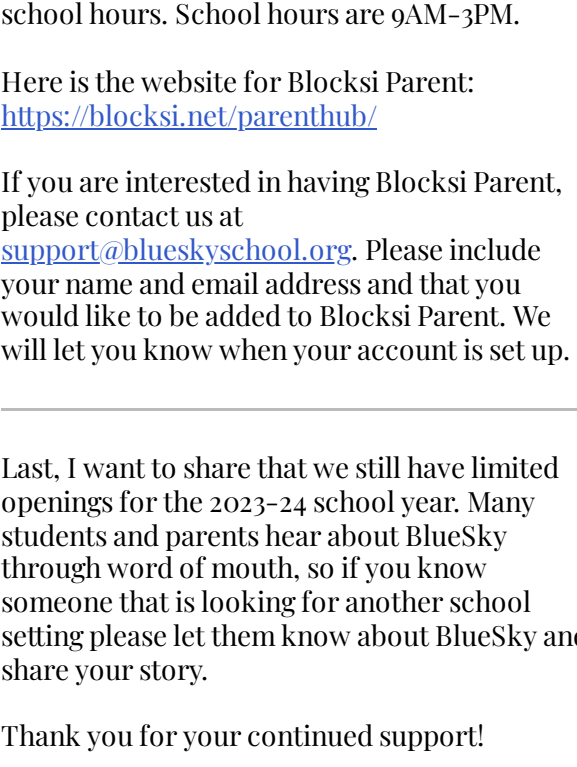 school hours. School hours are 9AM-3PM.
Here is the website for Blocksi Parent:
https://blocksi.net/parenthub/
If you are interested in having Blocksi Parent,
please contact us at
support@blueskyschool.org. Please include
your name and email address and that you
would like to be added to Blocksi Parent. We
will let you know when your account is set up.
Last, I want to share that we still have limited
openings for the 2023-24 school year. Many
students and parents hear about BlueSky
through word of mouth, so if you know
someone that is looking for another school
setting please let them know about BlueSky and
share your story.
Thank you for your continued support!